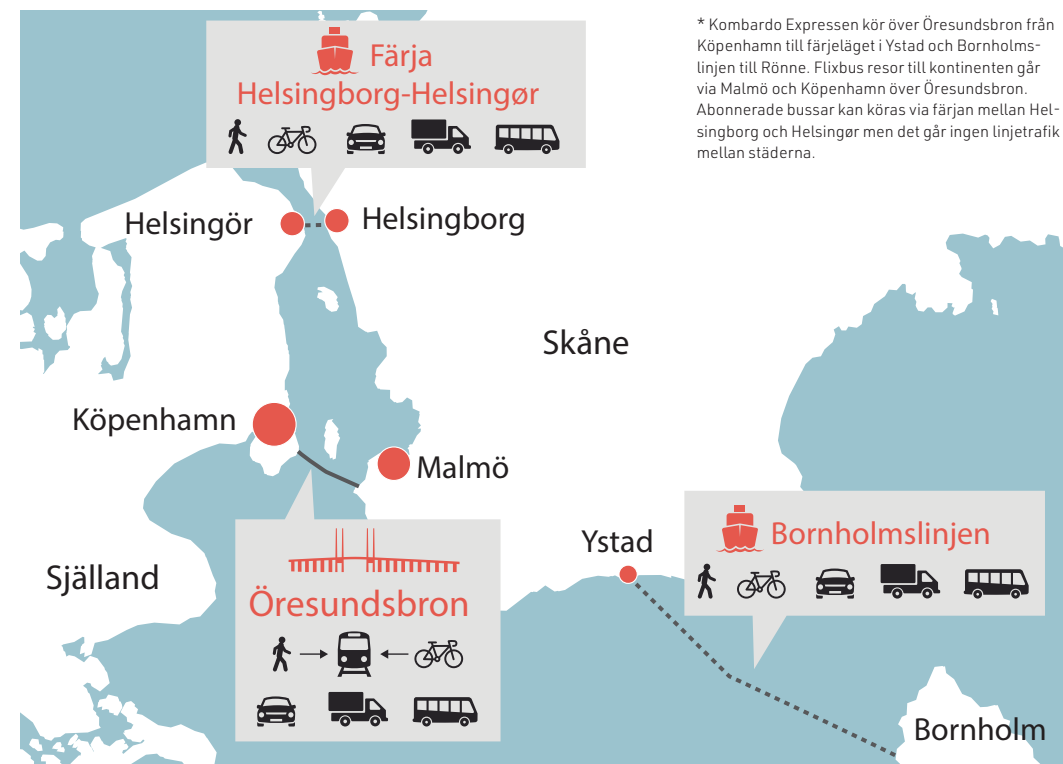 Färja
Helsingborg-Helsingør
* Kombardo Expressen kör över Öresundsbron från
Köpenhamn till färjeläget i Ystad och Bornholms-
linjen till Rönne. Flixbus resor till kontinenten går
via Malmö och Köpenhamn över Öresundsbron.
Abonnerade bussar kan köras via färjan mellan Hel-
singborg och Helsingør men det går ingen linjetrafik
mellan städerna.
Helsingör
Helsingborg
Skåne
Köpenhamn
Malmö
Bornholmslinjen
Ystad
Själland
Öresundsbron
Bornholm